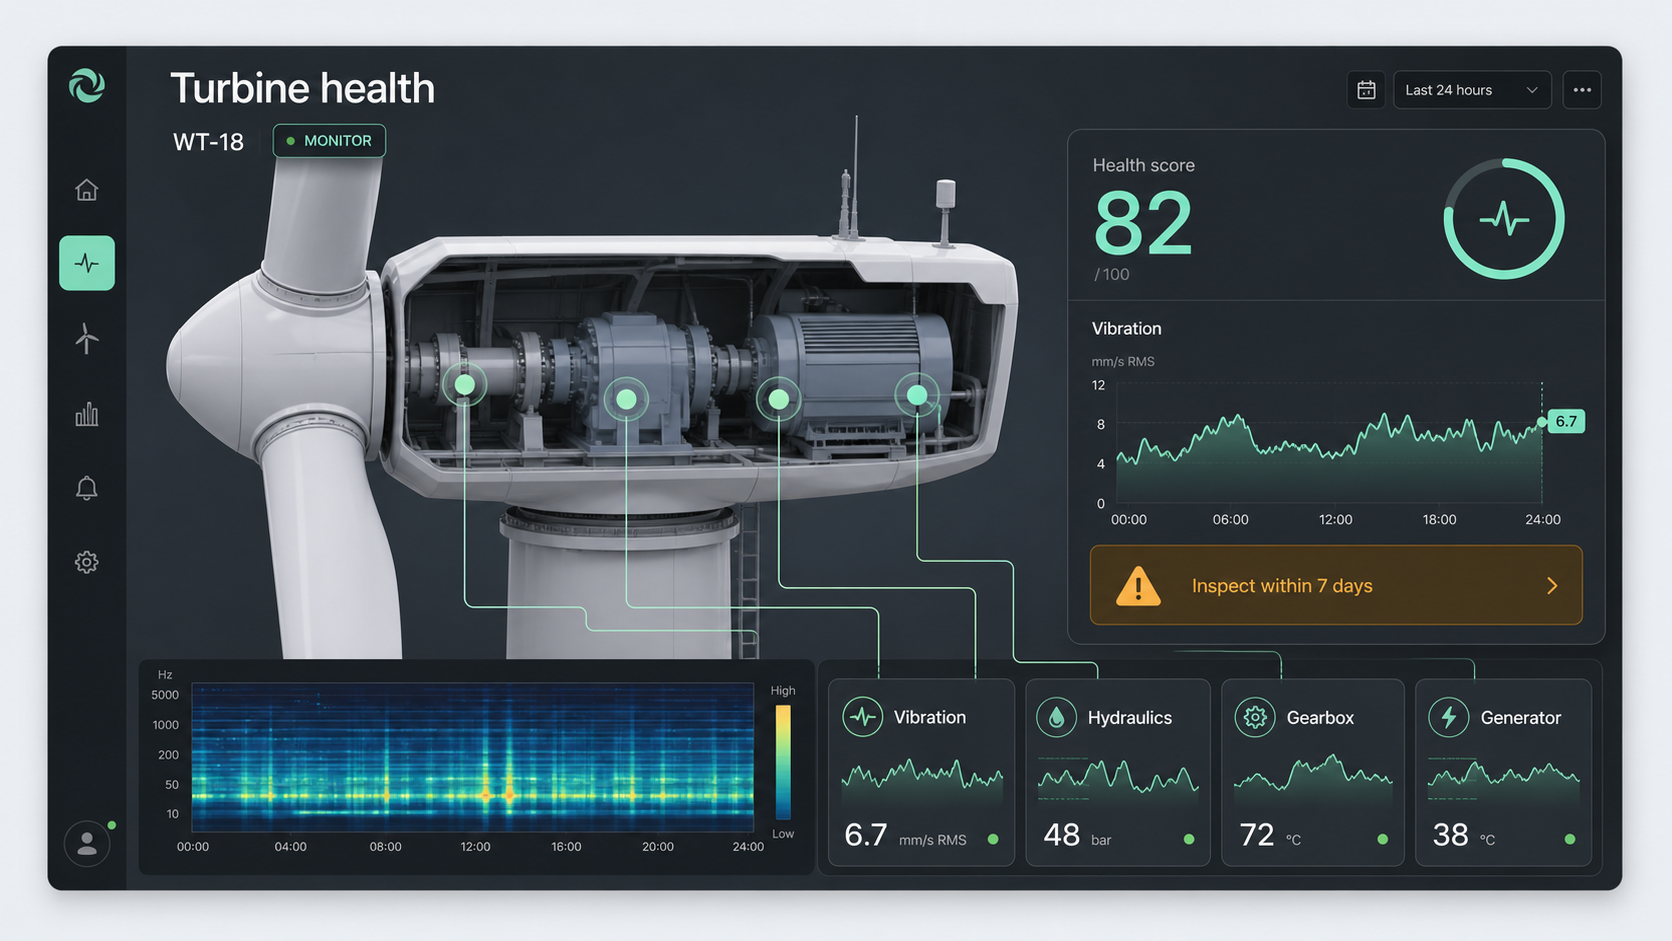 Turbine health
WT-18
MONITOR
Last 24 hours
Health score
82
/100
Vibration
mm/s RMS
12
8
4
0
6.7
00:00 06:00 12:00 18:00 24:00
Inspect within 7 days
Hz
5000
1000
200
50
10
00:00 04:00 08:00 12:00 16:00 20:00 24:00
High
Low
Vibration
6.7 mm/s RMS
Hydraulics
48 bar
Gearbox
72 °C
Generator
38 °C